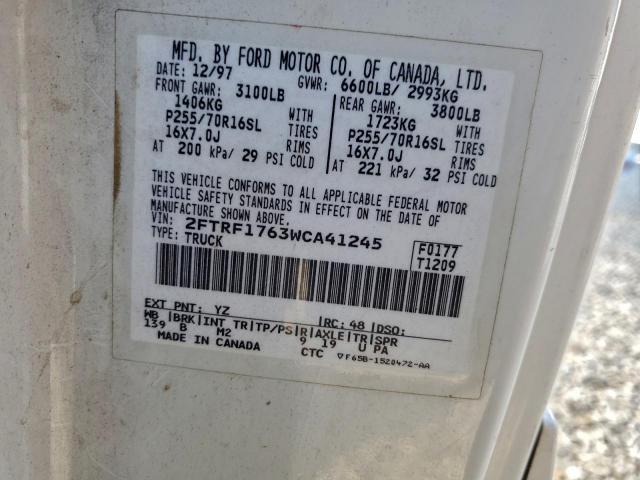 MFD. BY FORD MOTOR CO. OF CANADA, LTD.
DATE: 12/97 GVWR: 6600LB/ 2993KG
FRONT GAWR: 3100LB REAR GAWR: 3800LB
1406KG WITH 1723KG WITH
P255/70R16SL TIRES P255/70R16SL TIRES
16X7.0J RIMS 16X7.0J RIMS
AT 200 kPa/ 29 PSI COLD AT 221 kPa/ 32 PSI COLD
THIS VEHICLE CONFORMS TO ALL APPLICABLE FEDERAL MOTOR
VEHICLE SAFETY STANDARDS IN EFFECT ON THE DATE OF
MANUFACTURE SHOWN ABOVE.
VIN: 2FTRF1763WCA41245 F0177
TYPE: TRUCK T1209
EXT PNT: YZ RC: 48 DSO:
WB BRK INT TR TP/PS R AXLE TR SPR
139 B M2 9 19 U PA
MADE IN CANADA CTC ▽F65B-1520472-AA